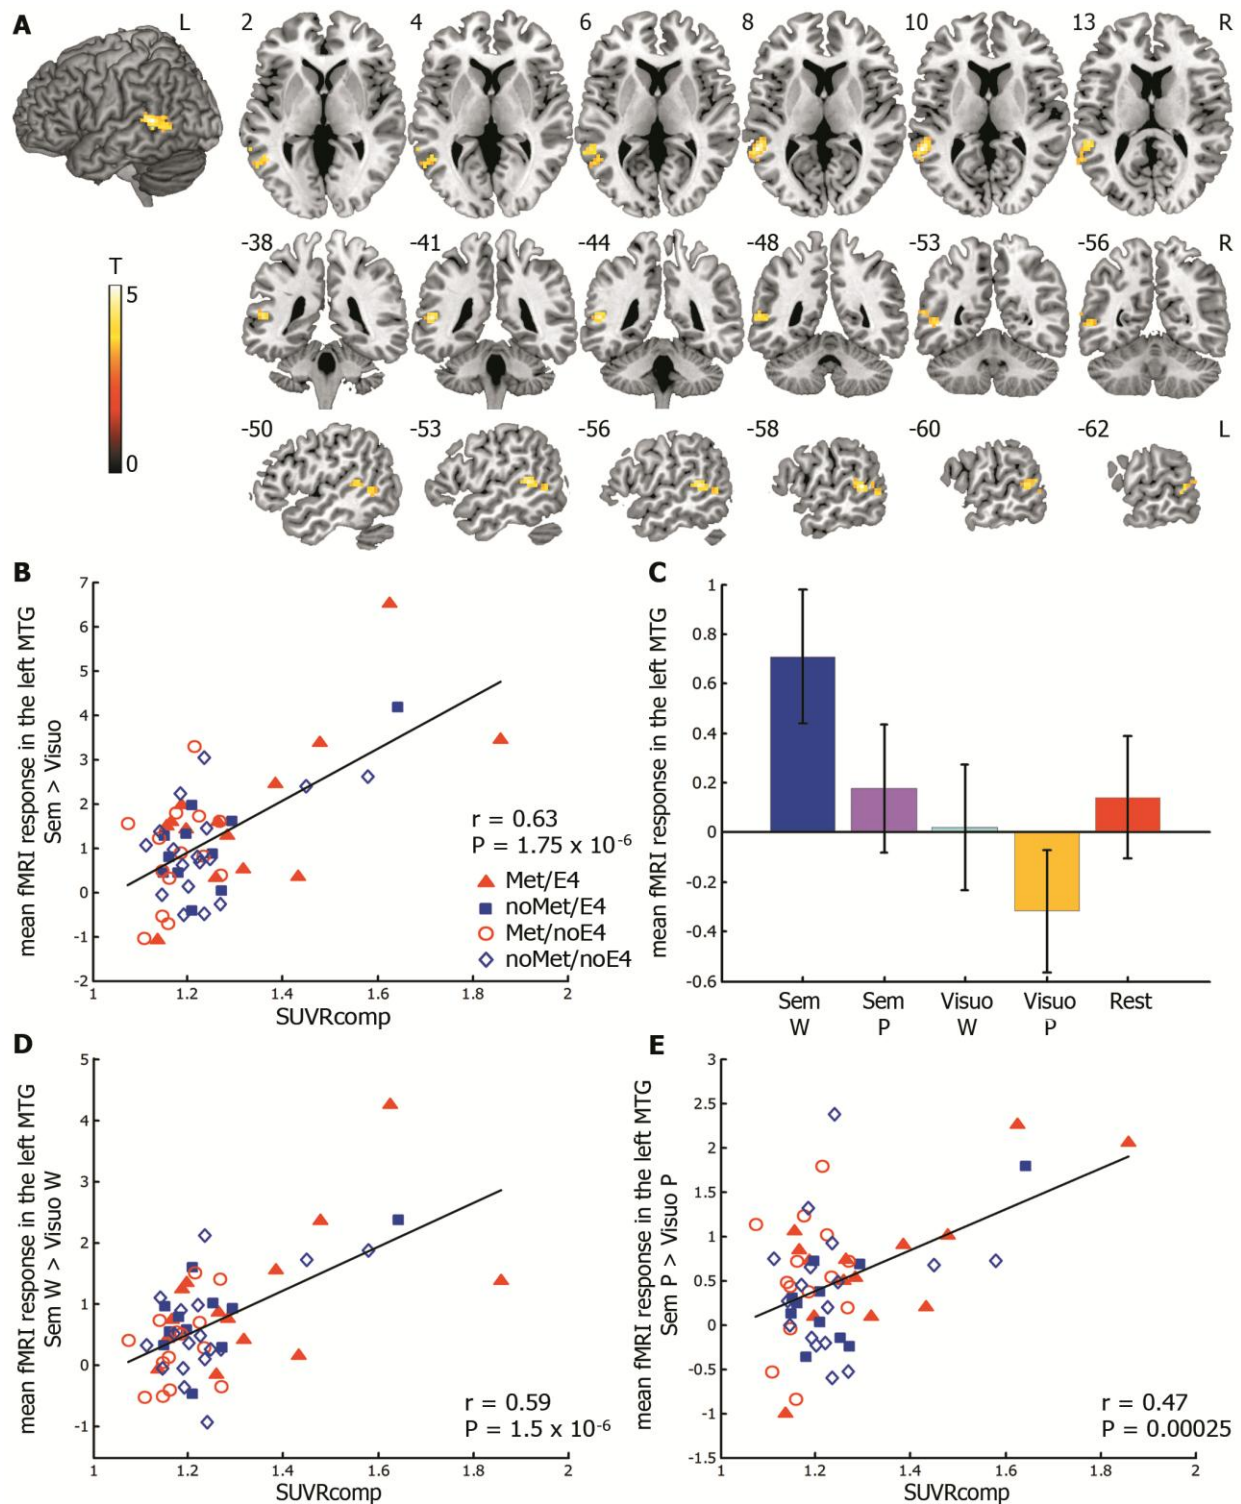 A L 2 4 6 8 10 13 R
-38 -41 -44 -48 -53 -56 R
T
5
0
-50 -53 -56 -58 -60 -62 L
B
mean fMRI response in the left MTG
Sem > Visuo
7
6
5
4
3
2
1
0
-1
-2
1 1.2 1.4 1.6 1.8 2
SUVRcomp
r = 0.63
P = 1.75 x 10-6
Met/E4
noMet/E4
Met/noE4
noMet/noE4
C
mean fMRI response in the left MTG
1
0.8
0.6
0.4
0.2
0
-0.2
-0.4
-0.6
Sem Sem Visuo Visuo Rest
W P W P
D
mean fMRI response in the left MTG
Sem W > Visuo W
5
4
3
2
1
0
-1
1 1.2 1.4 1.6 1.8 2
SUVRcomp
r = 0.59
P = 1.5 x 10-6
E
mean fMRI response in the left MTG
Sem P > Visuo P
3
2.5
2
1.5
1
0.5
0
-0.5
-1
-1.5
1 1.2 1.4 1.6 1.8 2
SUVRcomp
r = 0.47
P = 0.00025